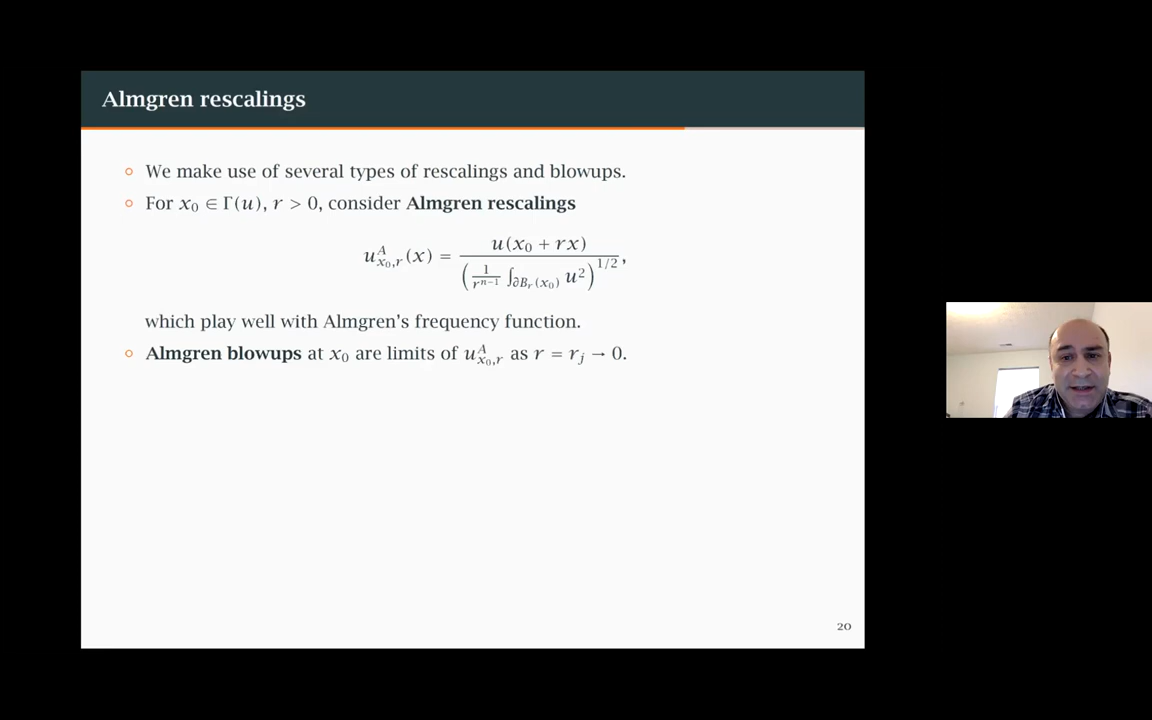 Almgren rescalings
We make use of several types of rescalings and blowups.
For x₀ ∈ Γ(u), r > 0, consider Almgren rescalings
u^A_{x₀,r}(x) = u(x₀ + rx) / (1/r^{n−1} ∫_{∂B_r(x₀)} u²)^{1/2},
which play well with Almgren's frequency function.
Almgren blowups at x₀ are limits of u^A_{x₀,r} as r = r_j → 0.
20